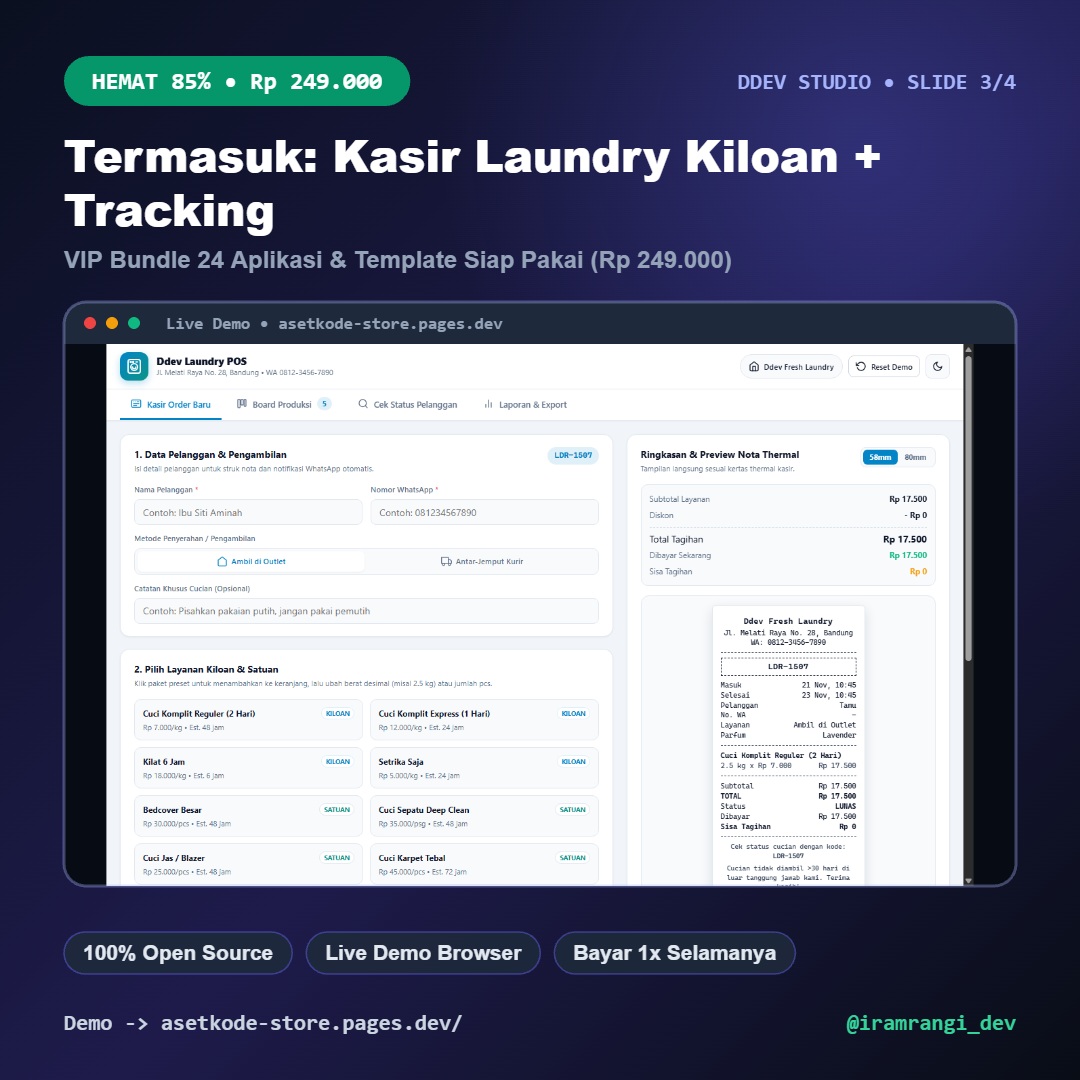 HEMAT 85% • Rp 249.000
DDEV STUDIO • SLIDE 3/4
Termasuk: Kasir Laundry Kiloan +
Tracking
VIP Bundle 24 Aplikasi & Template Siap Pakai (Rp 249.000)
Live Demo • asetkode-store.pages.dev
Ddev Laundry POS
Jl. Melati Raya No. 28, Bandung • WA 0812-3456-7890
Ddev Fresh Laundry
Reset Demo
Kasir Order Baru
Board Produksi 5
Cek Status Pelanggan
Laporan & Export
1. Data Pelanggan & Pengambilan
LDR-1507
Isi detail pelanggan untuk struk nota dan notifikasi WhatsApp otomatis.
Nama Pelanggan *
Nomor WhatsApp *
Contoh: Ibu Siti Aminah
Contoh: 081234567890
Metode Penyerahan / Pengambilan
Ambil di Outlet
Antar-Jemput Kurir
Catatan Khusus Cucian (Opsional)
Contoh: Pisahkan pakaian putih, jangan pakai pemutih
2. Pilih Layanan Kiloan & Satuan
Klik paket preset untuk menambahkan ke keranjang, lalu ubah berat desimal (misal 2.5 kg) atau jumlah pcs.
Cuci Komplit Reguler (2 Hari) KILOAN
Rp 7.000/kg • Est. 48 jam
Cuci Komplit Express (1 Hari) KILOAN
Rp 12.000/kg • Est. 24 jam
Kilat 6 Jam KILOAN
Rp 18.000/kg • Est. 6 jam
Setrika Saja KILOAN
Rp 5.000/kg • Est. 24 jam
Bedcover Besar SATUAN
Rp 30.000/pcs • Est. 48 jam
Cuci Sepatu Deep Clean SATUAN
Rp 35.000/psg • Est. 48 jam
Cuci Jas / Blazer SATUAN
Rp 25.000/pcs • Est. 48 jam
Cuci Karpet Tebal SATUAN
Rp 45.000/pcs • Est. 72 jam
Ringkasan & Preview Nota Thermal
58mm 80mm
Tampilan langsung sesuai kertas thermal kasir.
Subtotal Layanan Rp 17.500
Diskon - Rp 0
Total Tagihan Rp 17.500
Dibayar Sekarang Rp 17.500
Sisa Tagihan Rp 0
Ddev Fresh Laundry
Jl. Melati Raya No. 28, Bandung
WA: 0812-3456-7890
LDR-1507
Masuk 21 Nov, 10:45
Selesai 23 Nov, 10:45
Pelanggan Tamu
No. WA -
Layanan Ambil di Outlet
Parfum Lavender
Cuci Komplit Reguler (2 Hari)
2.5 kg x Rp 7.000 Rp 17.500
Subtotal Rp 17.500
TOTAL Rp 17.500
Status LUNAS
Dibayar Rp 17.500
Sisa Tagihan Rp 0
Cek status cucian dengan kode:
LDR-1507
Cucian tidak diambil >30 hari di
luar tanggung jawab kami. Terima
100% Open Source
Live Demo Browser
Bayar 1x Selamanya
Demo -> asetkode-store.pages.dev/
@iramrangi_dev